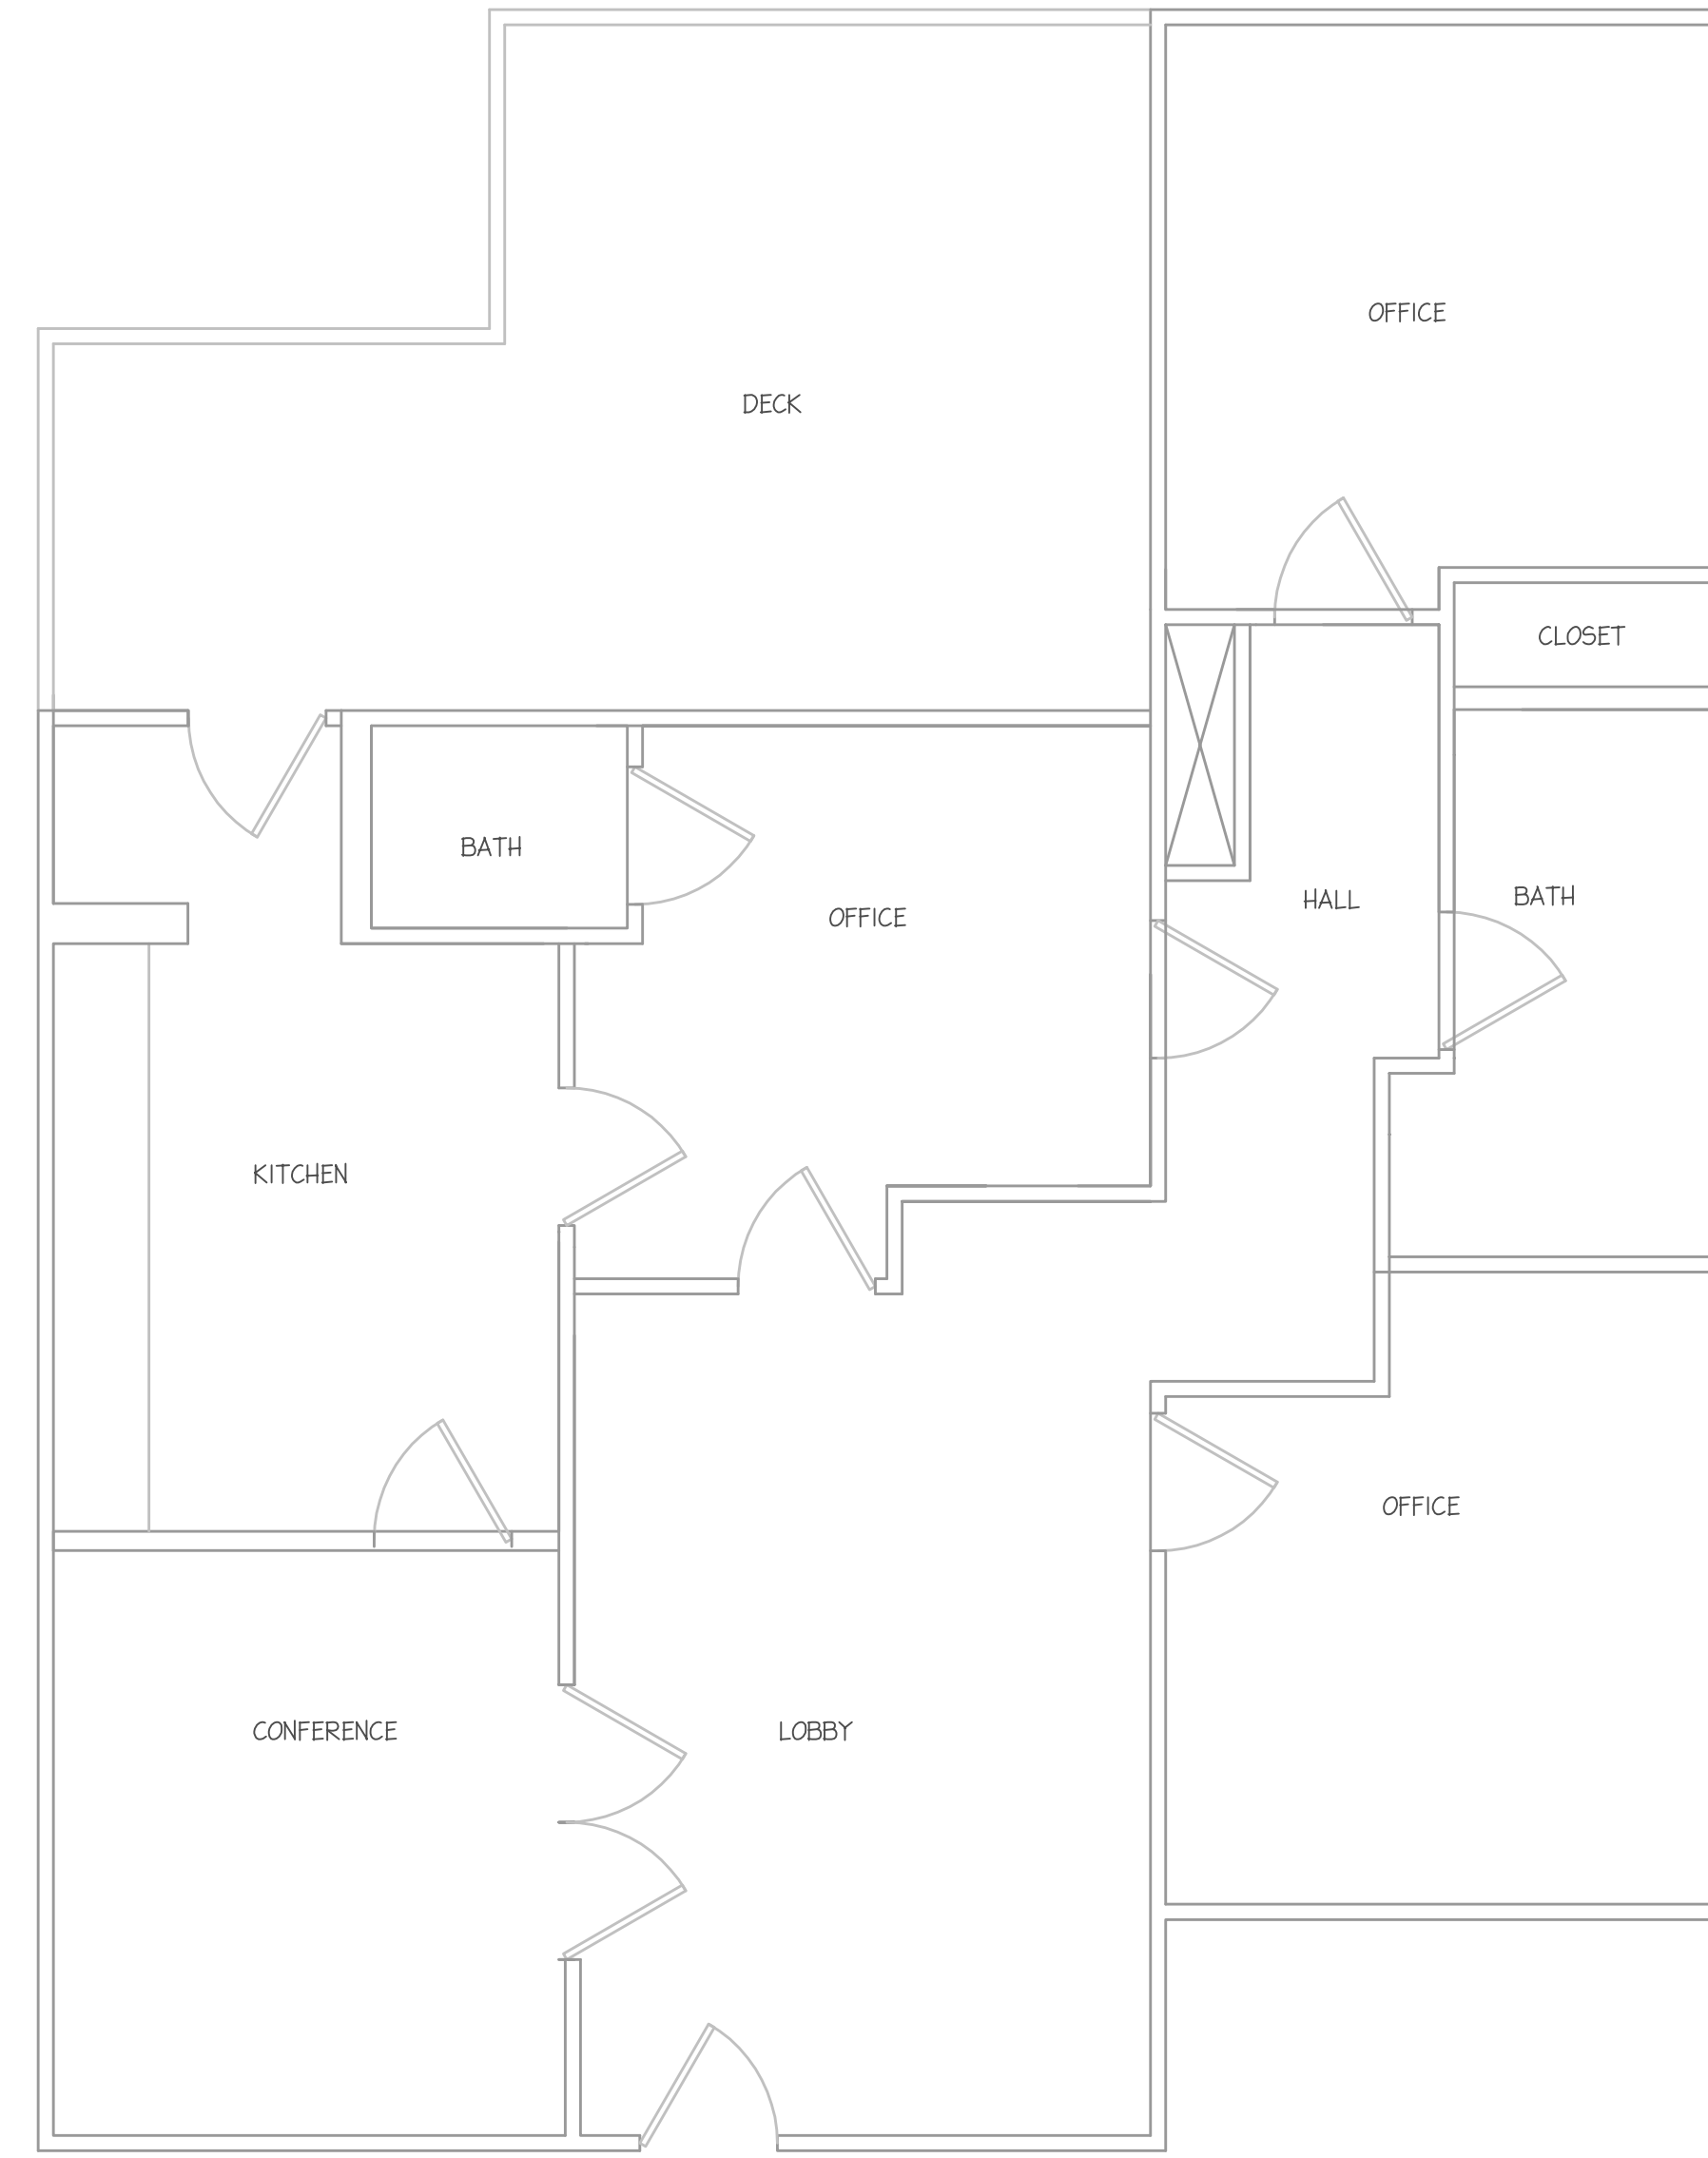 OFFICE
DECK
CLOSET
BATH
HALL
BATH
OFFICE
KITCHEN
OFFICE
CONFERENCE
LOBBY